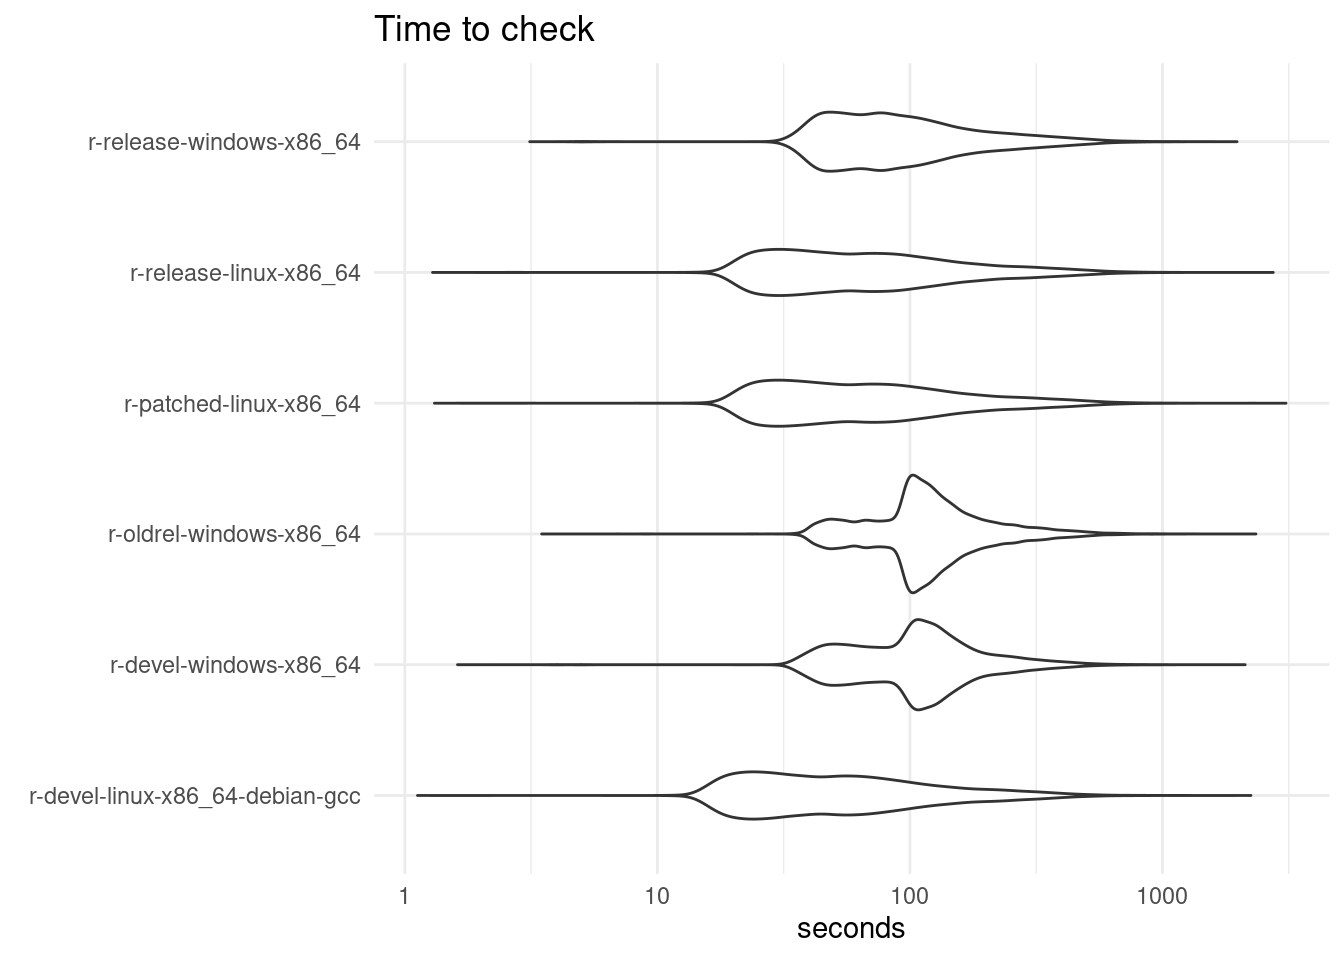 Time to check
r-release-windows-x86_64
r-release-linux-x86_64
r-patched-linux-x86_64
r-oldrel-windows-x86_64
r-devel-windows-x86_64
r-devel-linux-x86_64-debian-gcc
1 10 100 1000
seconds